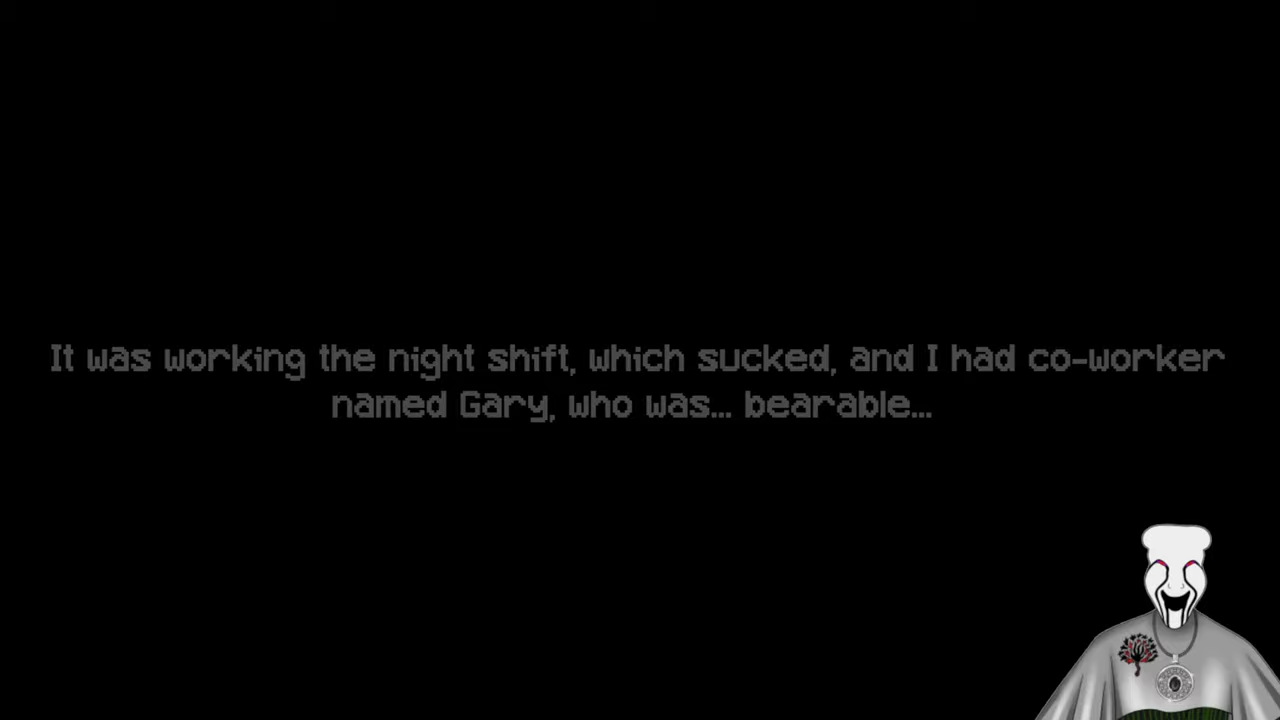 It was working the night shift, which sucked, and I had co-worker
named Gary, who was... bearable...